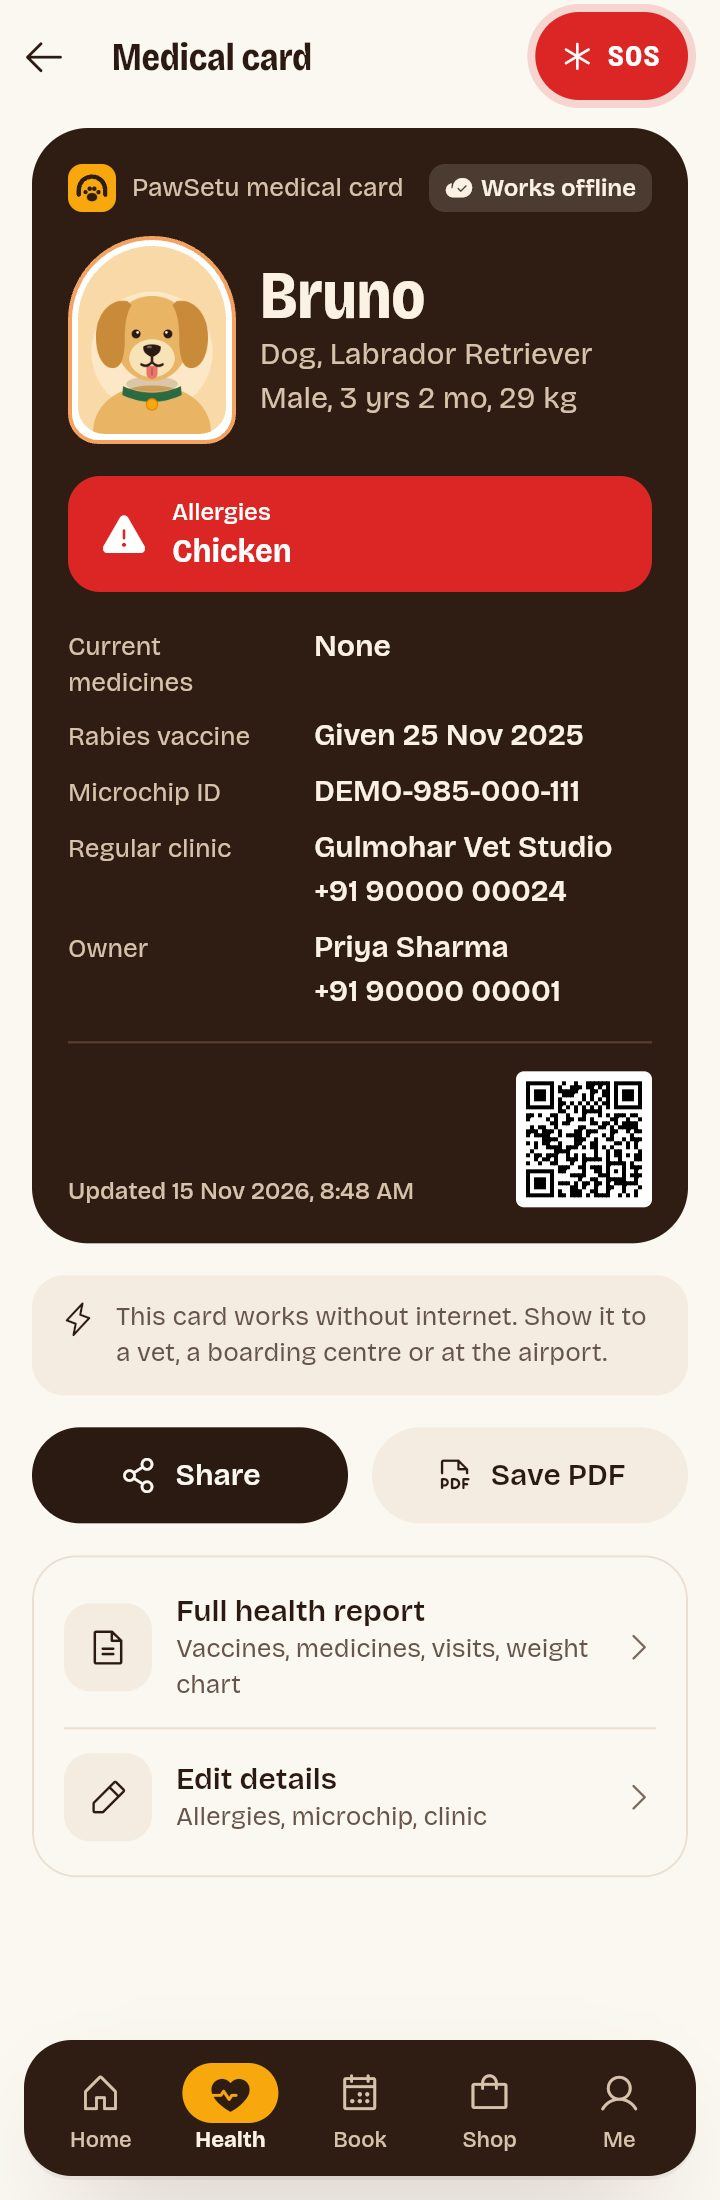 Medical card
SOS
PawSetu medical card
Works offline
Bruno
Dog, Labrador Retriever
Male, 3 yrs 2 mo, 29 kg
Allergies
Chicken
Current
medicines
None
Rabies vaccine
Given 25 Nov 2025
Microchip ID
DEMO-985-000-111
Regular clinic
Gulmohar Vet Studio
+91 90000 00024
Owner
Priya Sharma
+91 90000 00001
Updated 15 Nov 2026, 8:48 AM
This card works without internet. Show it to
a vet, a boarding centre or at the airport.
Share
PDF
Save PDF
Full health report
Vaccines, medicines, visits, weight
chart
Edit details
Allergies, microchip, clinic
Home
Health
Book
Shop
Me